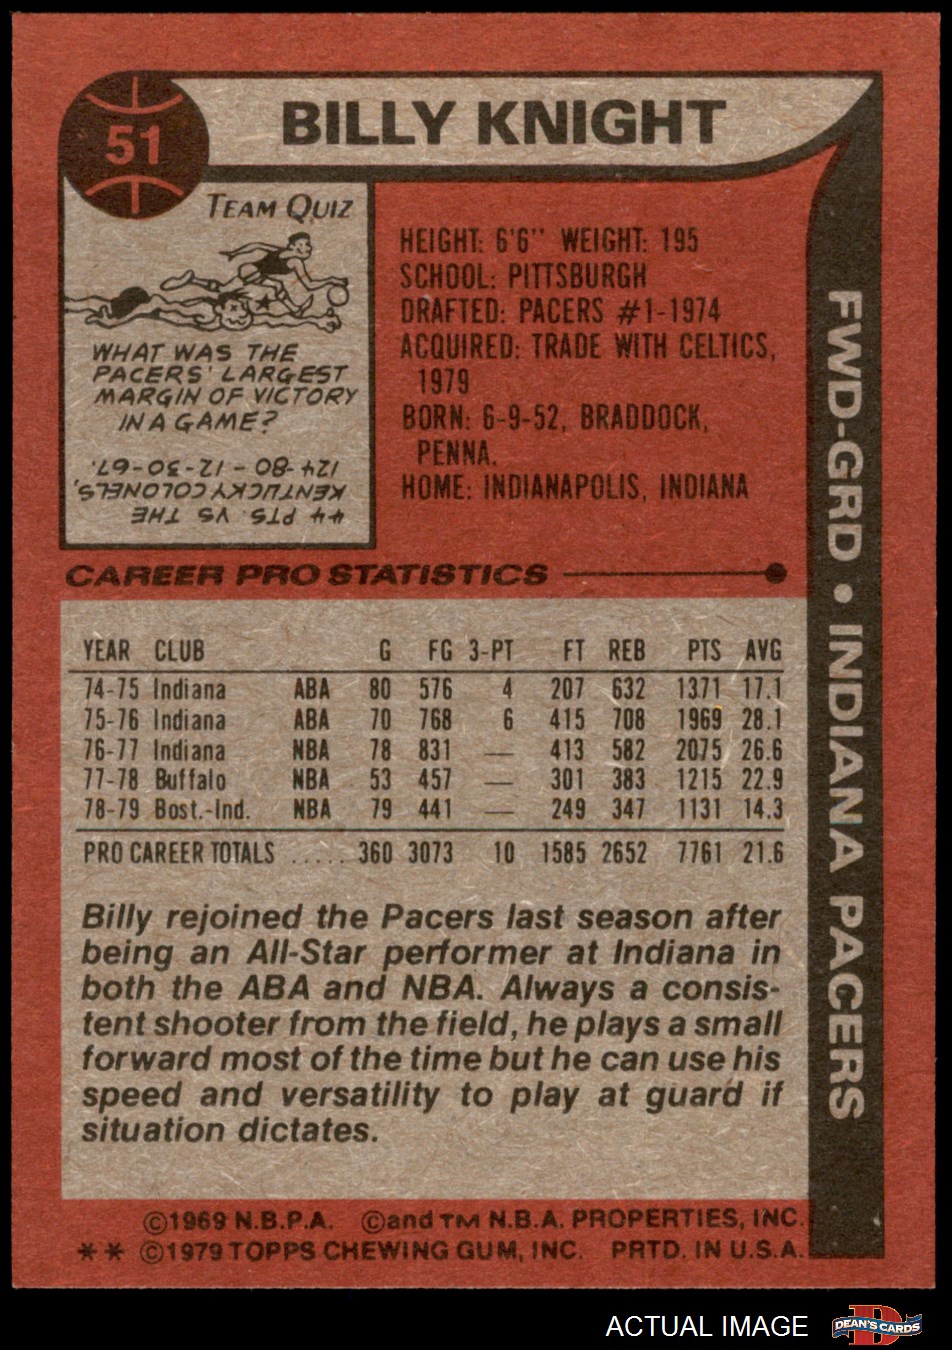 51
BILLY KNIGHT
TEAM QUIZ
WHAT WAS THE
PACERS' LARGEST
MARGIN OF VICTORY
IN A GAME?
44 PTS. VS THE
KENTUCKY COLONELS,
124-80 - 12-30-67.
HEIGHT: 6'6" WEIGHT: 195
SCHOOL: PITTSBURGH
DRAFTED: PACERS #1-1974
ACQUIRED: TRADE WITH CELTICS,
1979
BORN: 6-9-52, BRADDOCK,
PENNA.
HOME: INDIANAPOLIS, INDIANA
FWD-GRD • INDIANA PACERS
CAREER PRO STATISTICS
YEAR CLUB G FG 3-PT FT REB PTS AVG
74-75 Indiana ABA 80 576 4 207 632 1371 17.1
75-76 Indiana ABA 70 768 6 415 708 1969 28.1
76-77 Indiana NBA 78 831 — 413 582 2075 26.6
77-78 Buffalo NBA 53 457 — 301 383 1215 22.9
78-79 Bost.-Ind. NBA 79 441 — 249 347 1131 14.3
PRO CAREER TOTALS ..... 360 3073 10 1585 2652 7761 21.6
Billy rejoined the Pacers last season after
being an All-Star performer at Indiana in
both the ABA and NBA. Always a consis-
tent shooter from the field, he plays a small
forward most of the time but he can use his
speed and versatility to play at guard if
situation dictates.
©1969 N.B.P.A. ©and TM N.B.A. PROPERTIES, INC.
** ©1979 TOPPS CHEWING GUM, INC. PRTD. IN U.S.A.
ACTUAL IMAGE
D
DEAN'S CARDS